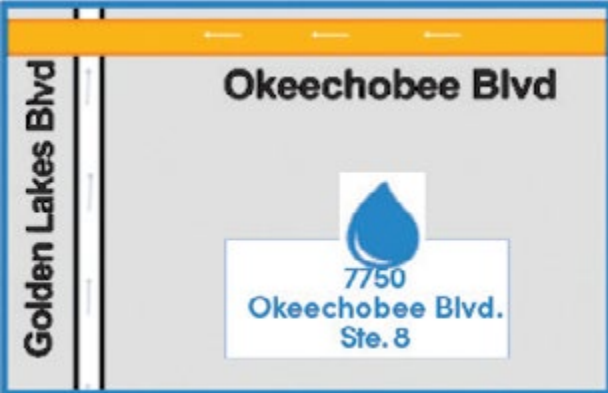 Okeechobee Blvd
Golden Lakes Blvd
7750
Okeechobee Blvd.
Ste. 8